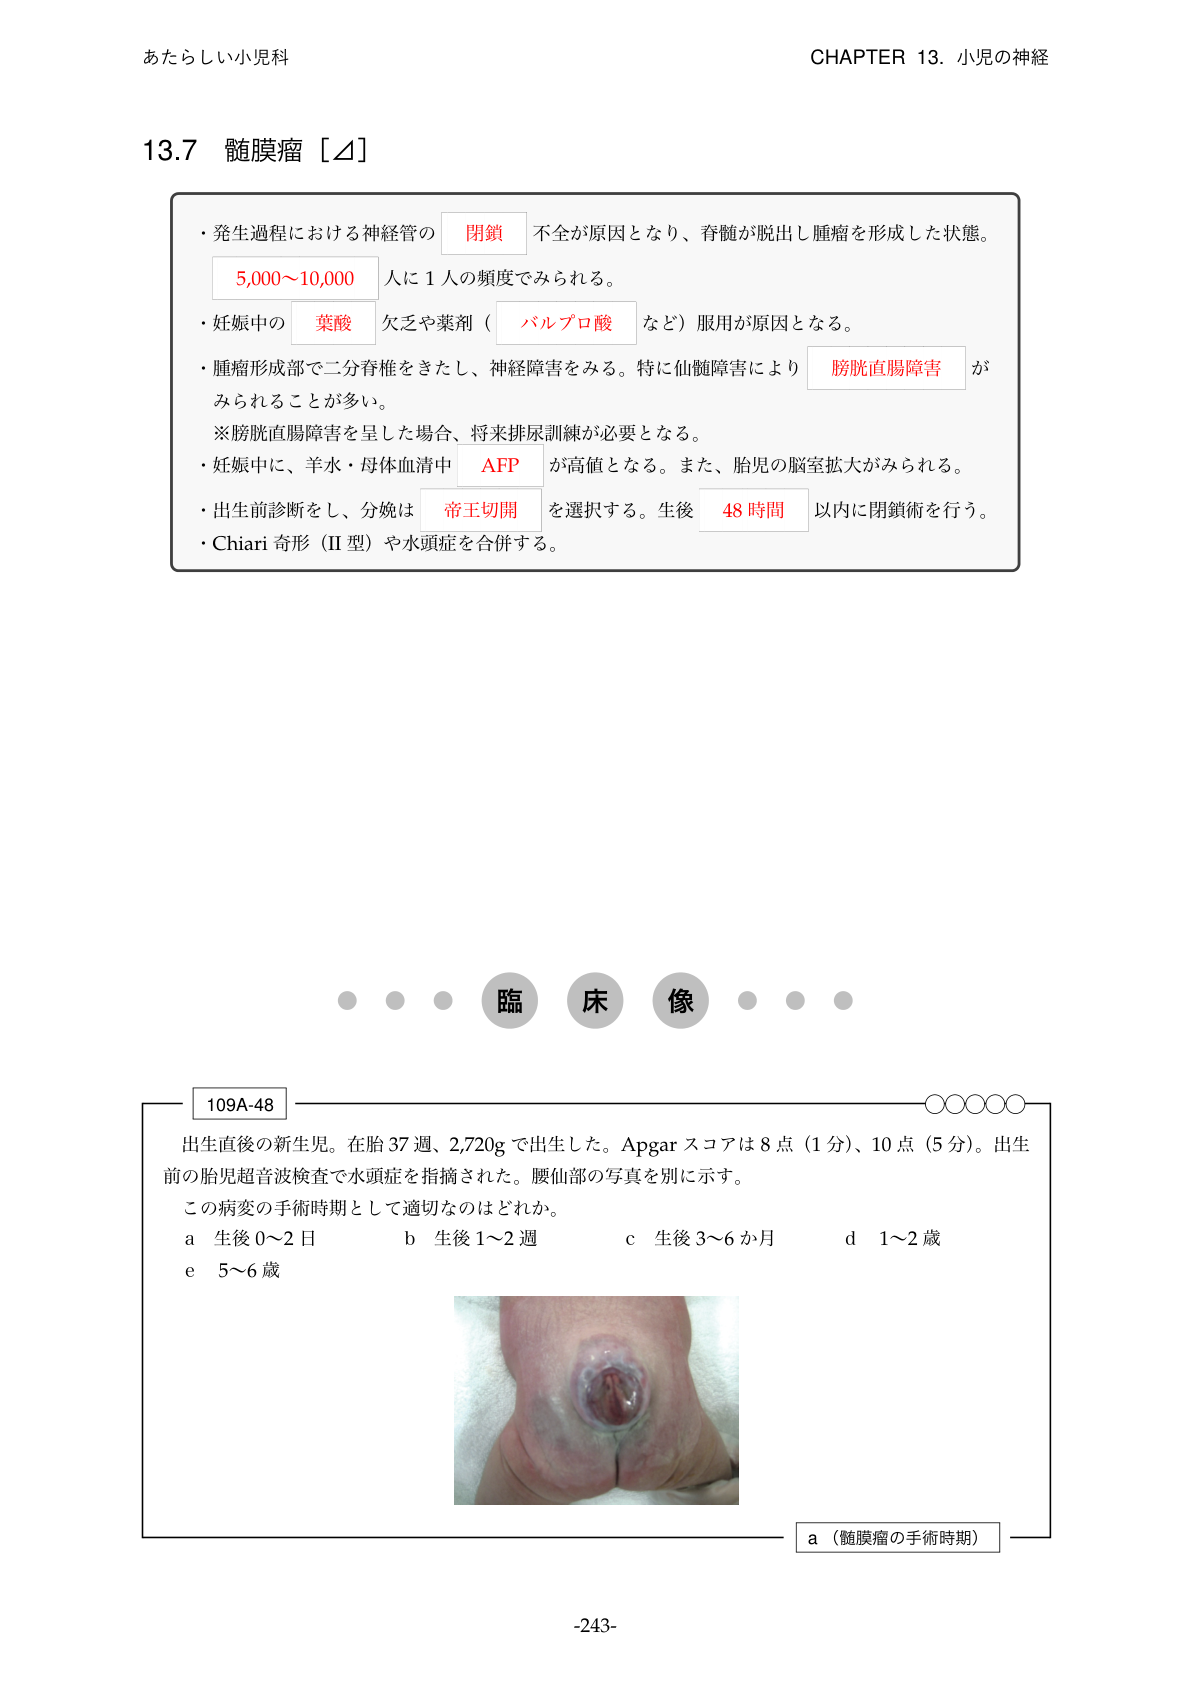 あたらしい小児科
CHAPTER 13. 小児の神経
13.7 髄膜瘤［⊿］
・発生過程における神経管の 閉鎖 不全が原因となり、脊髄が脱出し腫瘤を形成した状態。
5,000〜10,000 人に 1 人の頻度でみられる。
・妊娠中の 葉酸 欠乏や薬剤（ バルプロ酸 など）服用が原因となる。
・腫瘤形成部で二分脊椎をきたし、神経障害をみる。特に仙髄障害により 膀胱直腸障害 が
みられることが多い。
※膀胱直腸障害を呈した場合、将来排尿訓練が必要となる。
・妊娠中に、羊水・母体血清中 AFP が高値となる。また、胎児の脳室拡大がみられる。
・出生前診断をし、分娩は 帝王切開 を選択する。生後 48 時間 以内に閉鎖術を行う。
・Chiari 奇形（II 型）や水頭症を合併する。
臨 床 像
109A-48
出生直後の新生児。在胎 37 週、2,720g で出生した。Apgar スコアは 8 点（1 分）、10 点（5 分）。出生
前の胎児超音波検査で水頭症を指摘された。腰仙部の写真を別に示す。
この病変の手術時期として適切なのはどれか。
a 生後 0〜2 日 b 生後 1〜2 週 c 生後 3〜6 か月 d 1〜2 歳
e 5〜6 歳
a （髄膜瘤の手術時期）
-243-